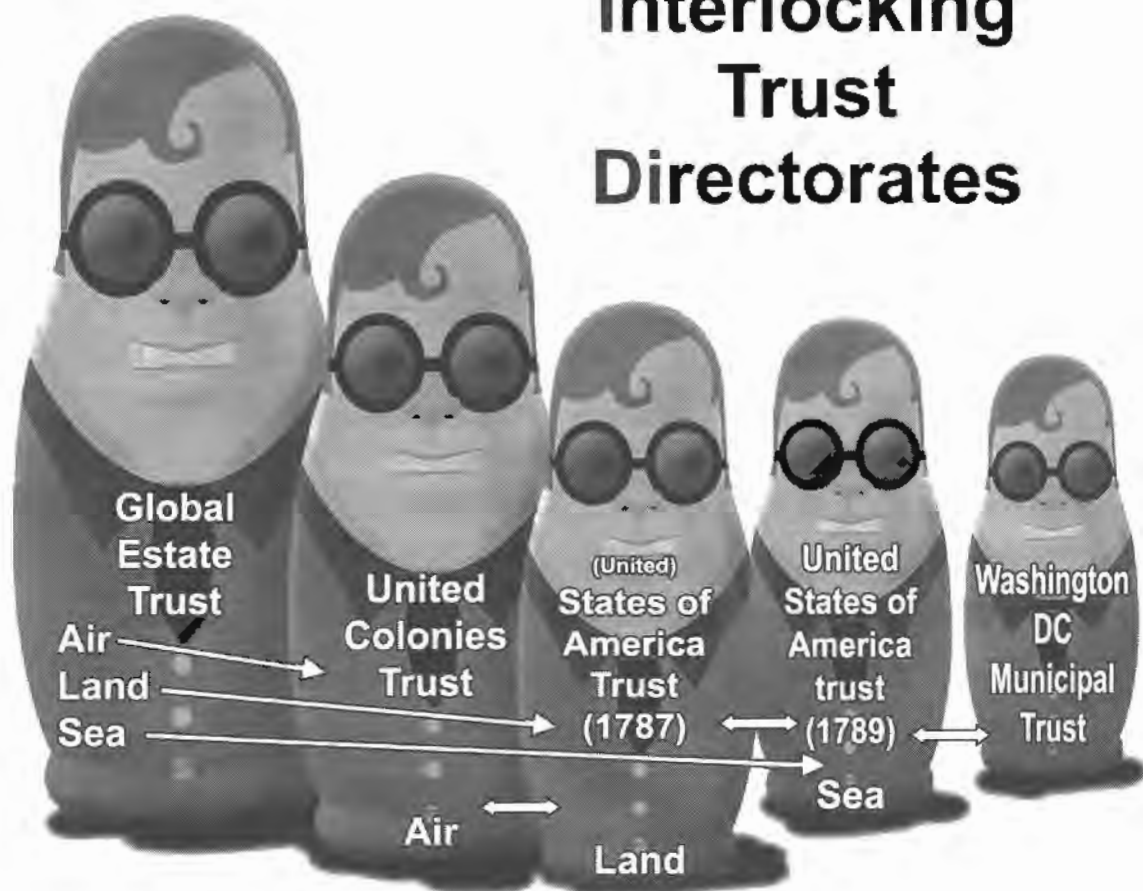 Interlocking
Trust
Directorates
Global
Estate
Trust
Air
Land
Sea
United
Colonies
Trust
Air
(United)
States of
America
Trust
(1787)
Land
United
States of
America
trust
(1789)
Sea
Washington
DC
Municipal
Trust